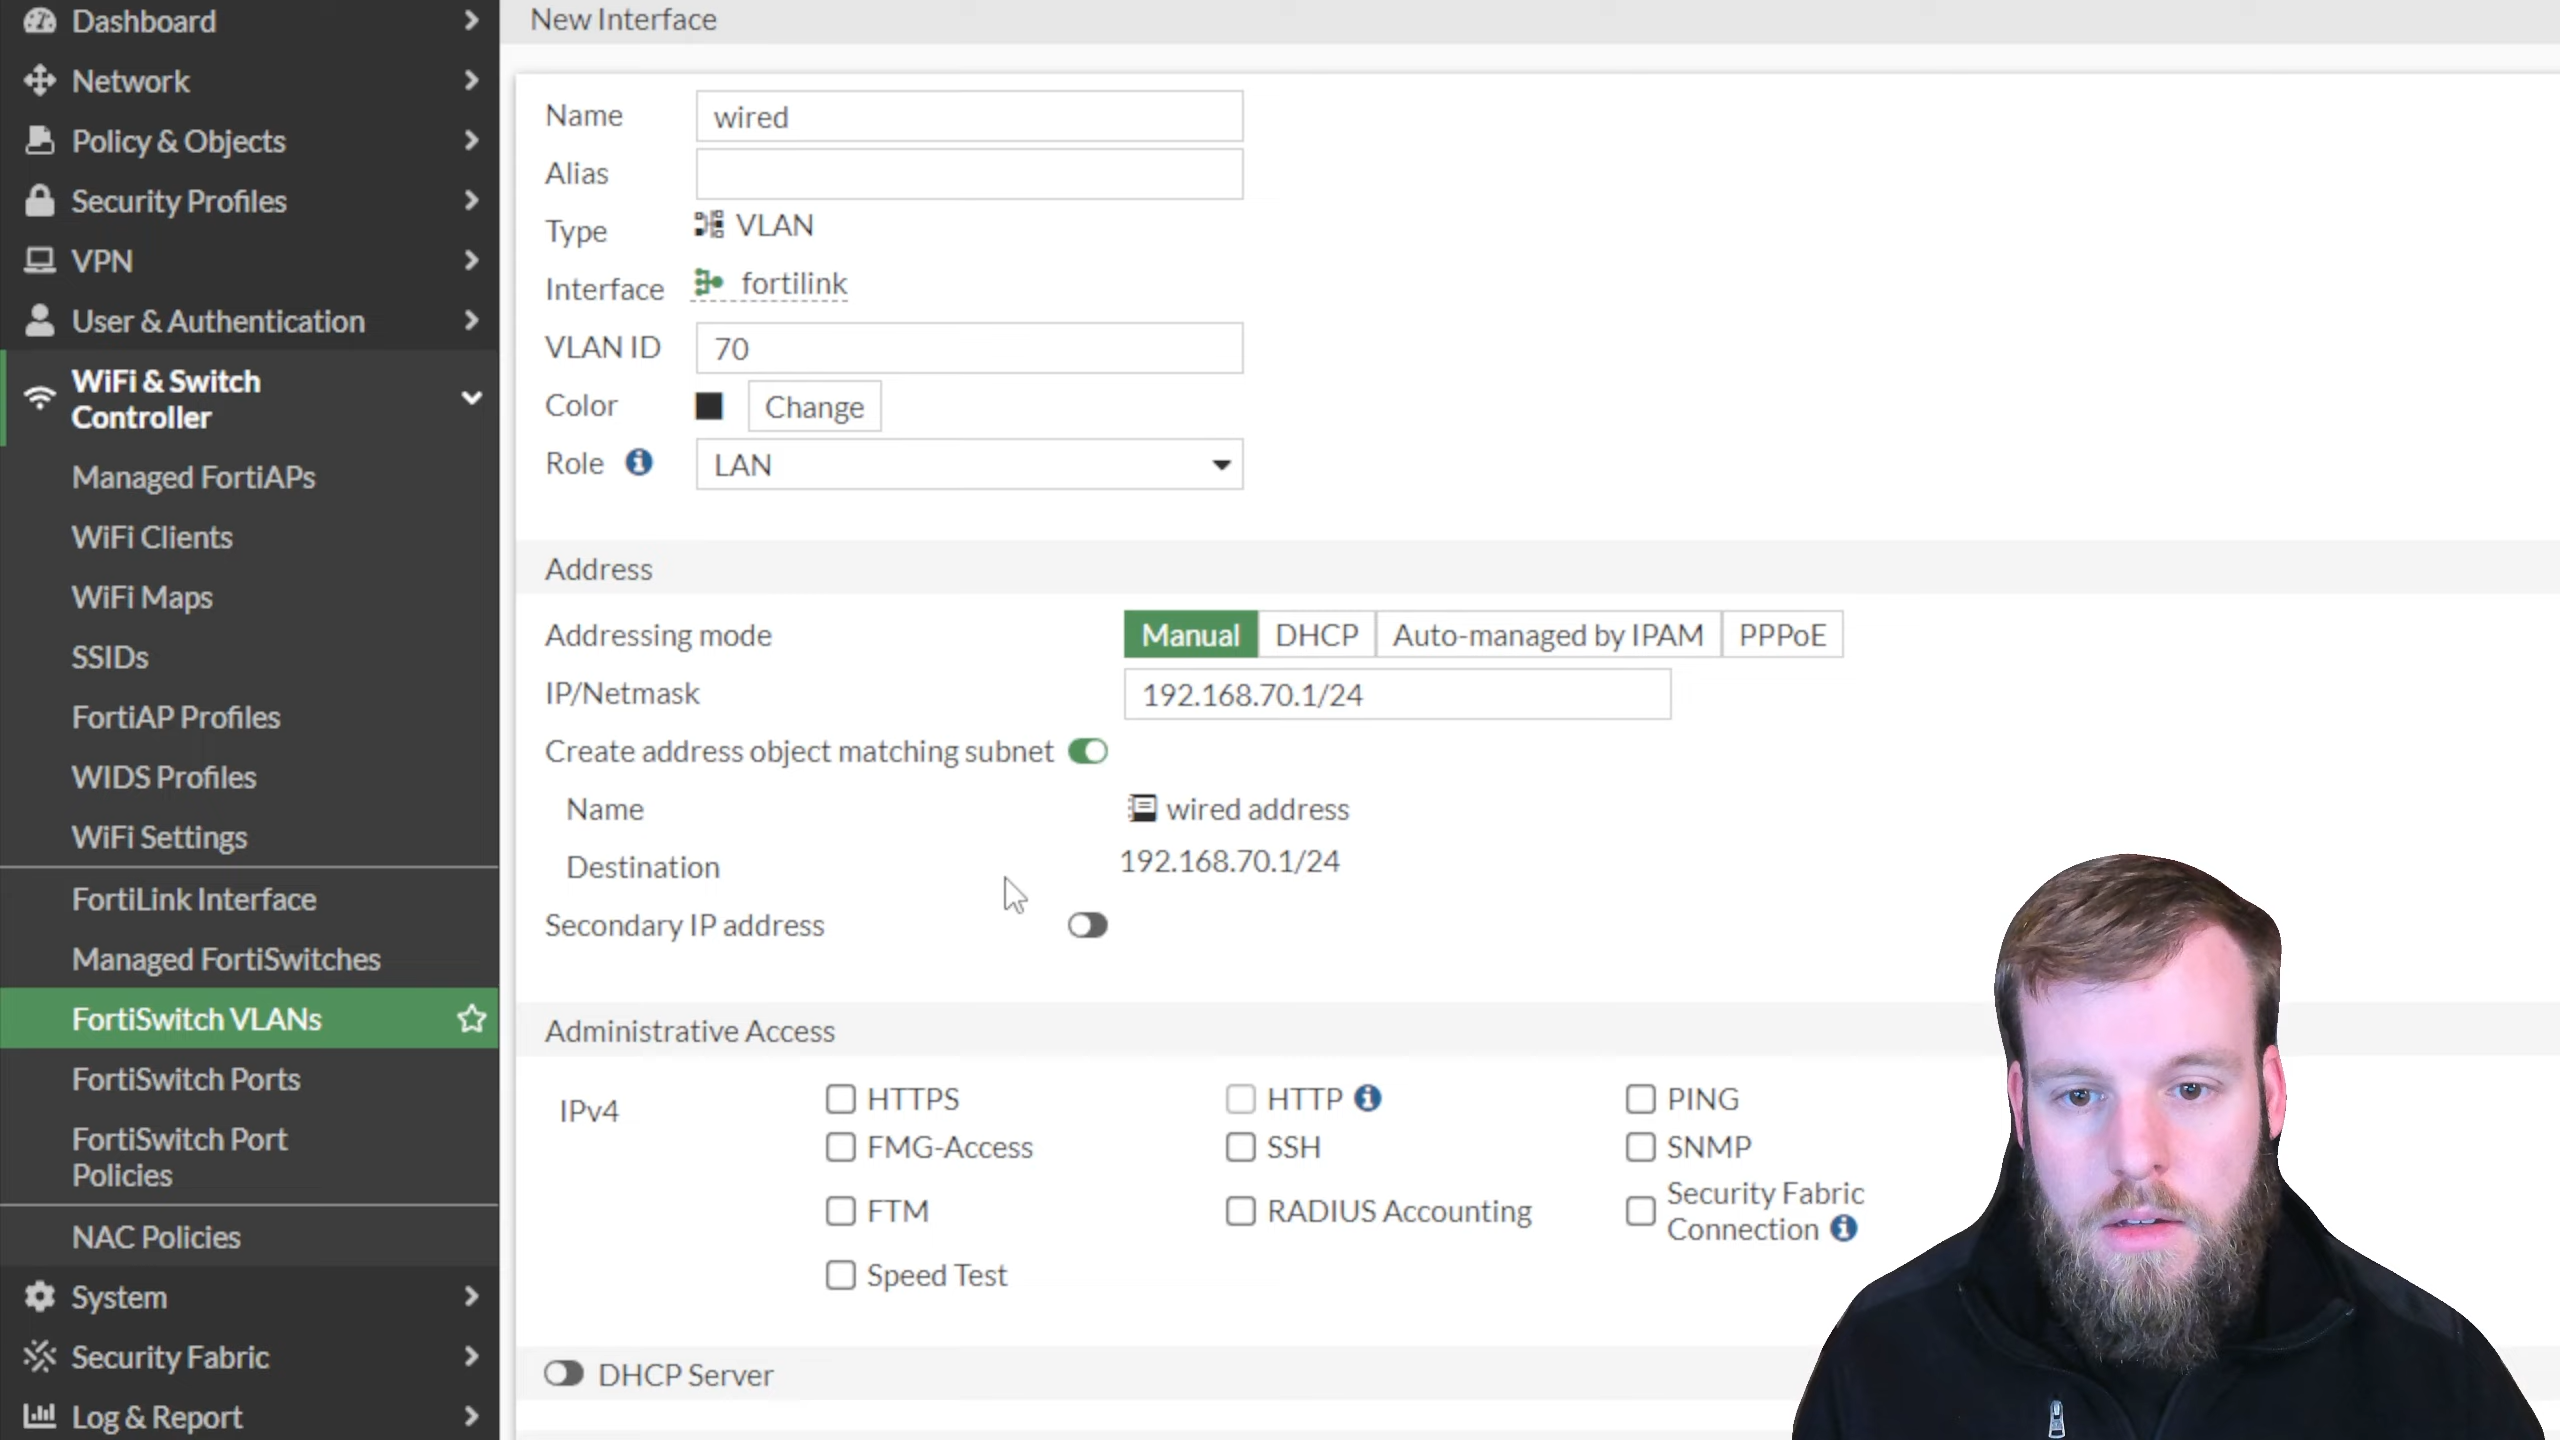 Dashboard
Network
Policy & Objects
Security Profiles
VPN
User & Authentication
WiFi & Switch
Controller
Managed FortiAPs
WiFi Clients
WiFi Maps
SSIDs
FortiAP Profiles
WIDS Profiles
WiFi Settings
FortiLink Interface
Managed FortiSwitches
FortiSwitch VLANs
FortiSwitch Ports
FortiSwitch Port
Policies
NAC Policies
System
Security Fabric
Log & Report
New Interface
Name wired
Alias
Type VLAN
Interface fortilink
VLAN ID 70
Color Change
Role LAN
Address
Addressing mode Manual DHCP Auto-managed by IPAM PPPoE
IP/Netmask 192.168.70.1/24
Create address object matching subnet
Name wired address
Destination 192.168.70.1/24
Secondary IP address
Administrative Access
IPv4 HTTPS HTTP PING
FMG-Access SSH SNMP
FTM RADIUS Accounting Security Fabric
Connection
Speed Test
DHCP Server